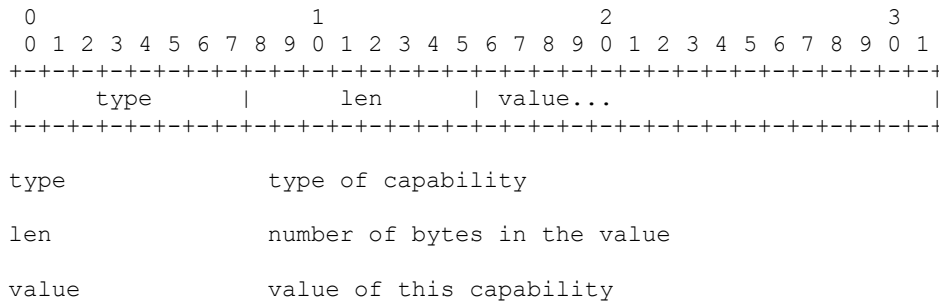 0                   1                   2                   3
 0 1 2 3 4 5 6 7 8 9 0 1 2 3 4 5 6 7 8 9 0 1 2 3 4 5 6 7 8 9 0 1
+-+-+-+-+-+-+-+-+-+-+-+-+-+-+-+-+-+-+-+-+-+-+-+-+-+-+-+-+-+-+-+-+
|     type      |      len      | value...                      |
+-+-+-+-+-+-+-+-+-+-+-+-+-+-+-+-+-+-+-+-+-+-+-+-+-+-+-+-+-+-+-+-+
type              type of capability
len               number of bytes in the value
value             value of this capability